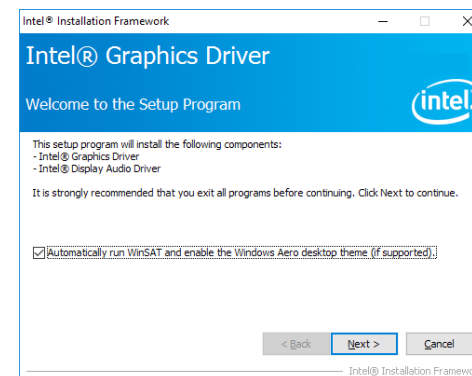 Intel® Installation Framework
Intel® Graphics Driver
Welcome to the Setup Program
intel
This setup program will install the following components:
- Intel® Graphics Driver
- Intel® Display Audio Driver
It is strongly recommended that you exit all programs before continuing. Click Next to continue.
Automatically run WinSAT and enable the Windows Aero desktop theme (if supported).
< Back Next > Cancel
Intel® Installation Framewo